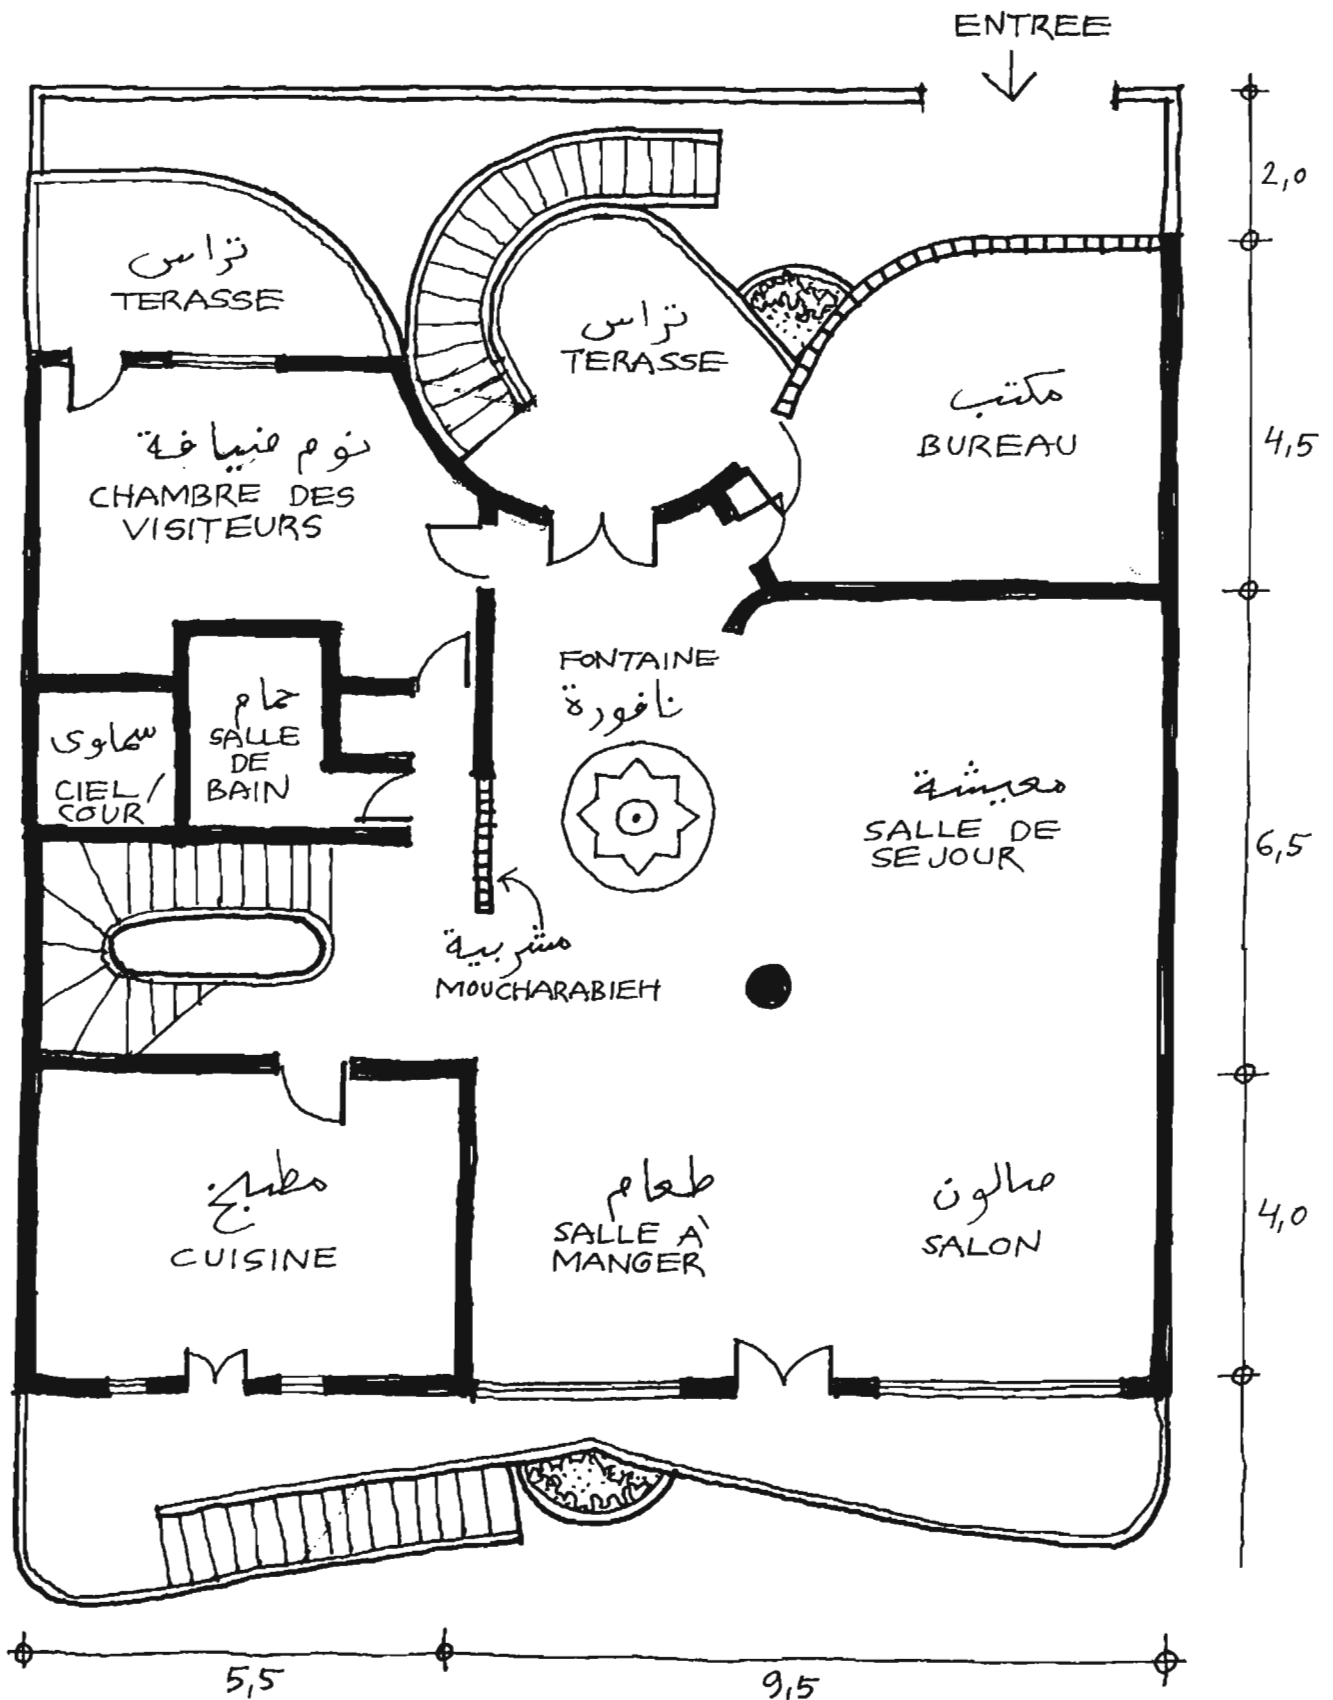 ENTREE
2,0
تراس
TERASSE
تراس
TERASSE
مكتب
BUREAU
4,5
نوم ضيافة
CHAMBRE DES
VISITEURS
FONTAINE
نافورة
حمام
SALLE
DE
BAIN
سماوى
CIEL/
COUR
معيشة
SALLE DE
SEJOUR
6,5
مشربية
MOUCHARABIEH
مطبخ
CUISINE
طعام
SALLE À
MANGER
صالون
SALON
4,0
5,5
9,5